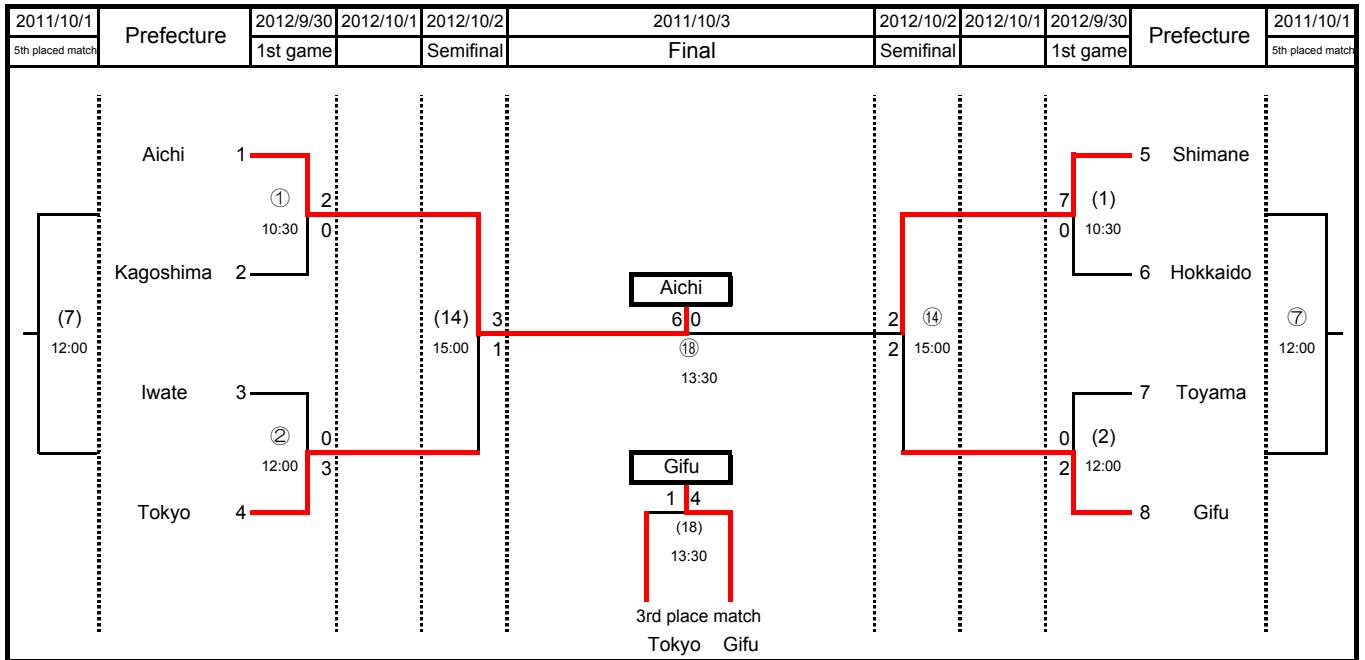 2011/10/1 Prefecture 2012/9/30 2012/10/1 2012/10/2 2011/10/3 2012/10/2 2012/10/1 2012/9/30 Prefecture 2011/10/1
5th placed match 1st game Semifinal Final Semifinal 1st game 5th placed match
Aichi 1 5 Shimane
① 2 7 (1)
10:30 0 0 10:30
Kagoshima 2 6 Hokkaido
Aichi
(7) (14) 3 6 0 2 ⑭ ⑦
12:00 15:00 1 ⑱ 2 15:00 12:00
13:30
Iwate 3 7 Toyama
② 0 0 (2)
12:00 3 2 12:00
Gifu
1 4
Tokyo 4 8 Gifu
(18)
13:30
3rd place match
Tokyo Gifu